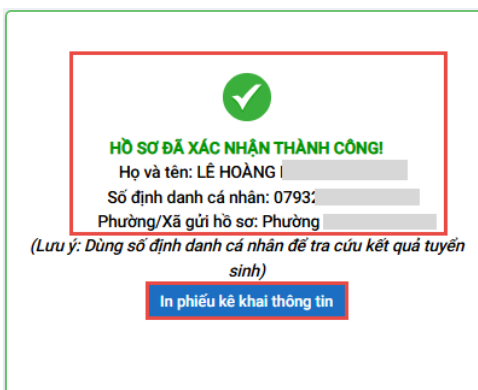 HỒ SƠ ĐÃ XÁC NHẬN THÀNH CÔNG!
Họ và tên: LÊ HOÀNG
Số định danh cá nhân: 0793
Phường/Xã gửi hồ sơ: Phường
(Lưu ý: Dùng số định danh cá nhân để tra cứu kết quả tuyển
sinh)
In phiếu kê khai thông tin